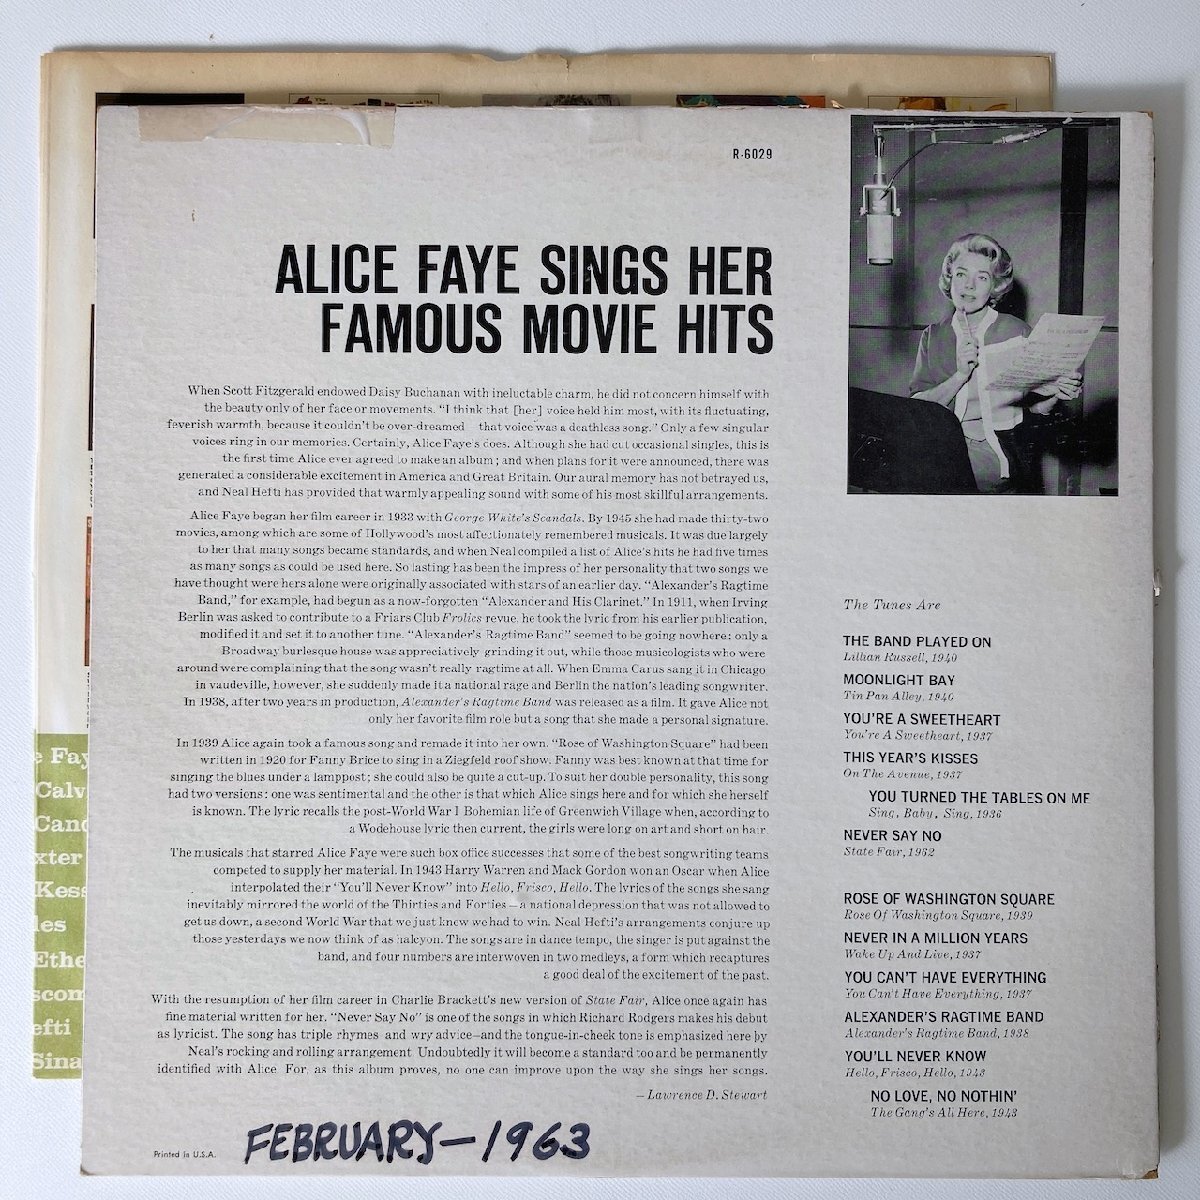 R-6029
ALICE FAYE SINGS HER
FAMOUS MOVIE HITS
When Scott Fitzgerald endowed Daisy Buchanan with ineluctable charm, he did not concern himself with
the beauty only of her face or movements. "I think that [her] voice held him most, with its fluctuating,
feverish warmth, because it couldn't be over-dreamed — that voice was a deathless song." Only a few singular
voices ring in our memories. Certainly, Alice Faye's does. Although she had cut occasional singles, this is
the first time Alice ever agreed to make an album; and when plans for it were announced, there was
generated a considerable excitement in America and Great Britain. Our aural memory has not betrayed us,
and Neal Hefti has provided that warmly appealing sound with some of his most skillful arrangements.
Alice Faye began her film career in 1933 with George White's Scandals. By 1945 she had made thirty-two
movies, among which are some of Hollywood's most affectionately remembered musicals. It was due largely
to her that many songs became standards, and when Neal compiled a list of Alice's hits he had five times
as many songs as could be used here. So lasting has been the impress of her personality that two songs we
have thought were hers alone were originally associated with stars of an earlier day. "Alexander's Ragtime
Band," for example, had begun as a now-forgotten "Alexander and His Clarinet." In 1911, when Irving
Berlin was asked to contribute to a Friars Club Frolics revue, he took the lyric from his earlier publication,
modified it and set it to another tune. "Alexander's Ragtime Band" seemed to be going nowhere: only a
Broadway burlesque house was appreciatively grinding it out, while those musicologists who were
around were complaining that the song wasn't really ragtime at all. When Emma Carus sang it in Chicago
in vaudeville, however, she suddenly made it a national rage and Berlin the nation's leading songwriter.
In 1938, after two years in production, Alexander's Ragtime Band was released as a film. It gave Alice not
only her favorite film role but a song that she made a personal signature.
In 1939 Alice again took a famous song and remade it into her own. "Rose of Washington Square" had been
written in 1920 for Fanny Brice to sing in a Ziegfeld roof show. Fanny was best known at that time for
singing the blues under a lamppost; she could also be quite a cut-up. To suit her double personality, this song
had two versions: one was sentimental and the other is that which Alice sings here and for which she herself
is known. The lyric recalls the post-World War I Bohemian life of Greenwich Village when, according to
a Wodehouse lyric then current, the girls were long on art and short on hair.
The musicals that starred Alice Faye were such box office successes that some of the best songwriting teams
competed to supply her material. In 1943 Harry Warren and Mack Gordon won an Oscar when Alice
interpolated their "You'll Never Know" into Hello, Frisco, Hello. The lyrics of the songs she sang
inevitably mirrored the world of the Thirties and Forties—a national depression that was not allowed to
get us down, a second World War that we just knew we had to win. Neal Hefti's arrangements conjure up
those yesterdays we now think of as halcyon. The songs are in dance tempo, the singer is put against the
band, and four numbers are interwoven in two medleys, a form which recaptures
a good deal of the excitement of the past.
With the resumption of her film career in Charlie Brackett's new version of State Fair, Alice once again has
fine material written for her. "Never Say No" is one of the songs in which Richard Rodgers makes his debut
as lyricist. The song has triple rhymes and wry advice—and the tongue-in-cheek tone is emphasized here by
Neal's rocking and rolling arrangement. Undoubtedly it will become a standard too and be permanently
identified with Alice. For, as this album proves, no one can improve upon the way she sings her songs.
— Lawrence D. Stewart
Printed in U.S.A.
FEBRUARY—1963
The Tunes Are
THE BAND PLAYED ON
Lillian Russell, 1940
MOONLIGHT BAY
Tin Pan Alley, 1940
YOU'RE A SWEETHEART
You're A Sweetheart, 1937
THIS YEAR'S KISSES
On The Avenue, 1937
YOU TURNED THE TABLES ON ME
Sing, Baby, Sing, 1936
NEVER SAY NO
State Fair, 1962
ROSE OF WASHINGTON SQUARE
Rose Of Washington Square, 1939
NEVER IN A MILLION YEARS
Wake Up And Live, 1937
YOU CAN'T HAVE EVERYTHING
You Can't Have Everything, 1937
ALEXANDER'S RAGTIME BAND
Alexander's Ragtime Band, 1938
YOU'LL NEVER KNOW
Hello, Frisco, Hello, 1943
NO LOVE, NO NOTHIN'
The Gang's All Here, 1943
e Fay
Calv
Cand
xter
Kess
les
Ethe
scom
efti
Sina